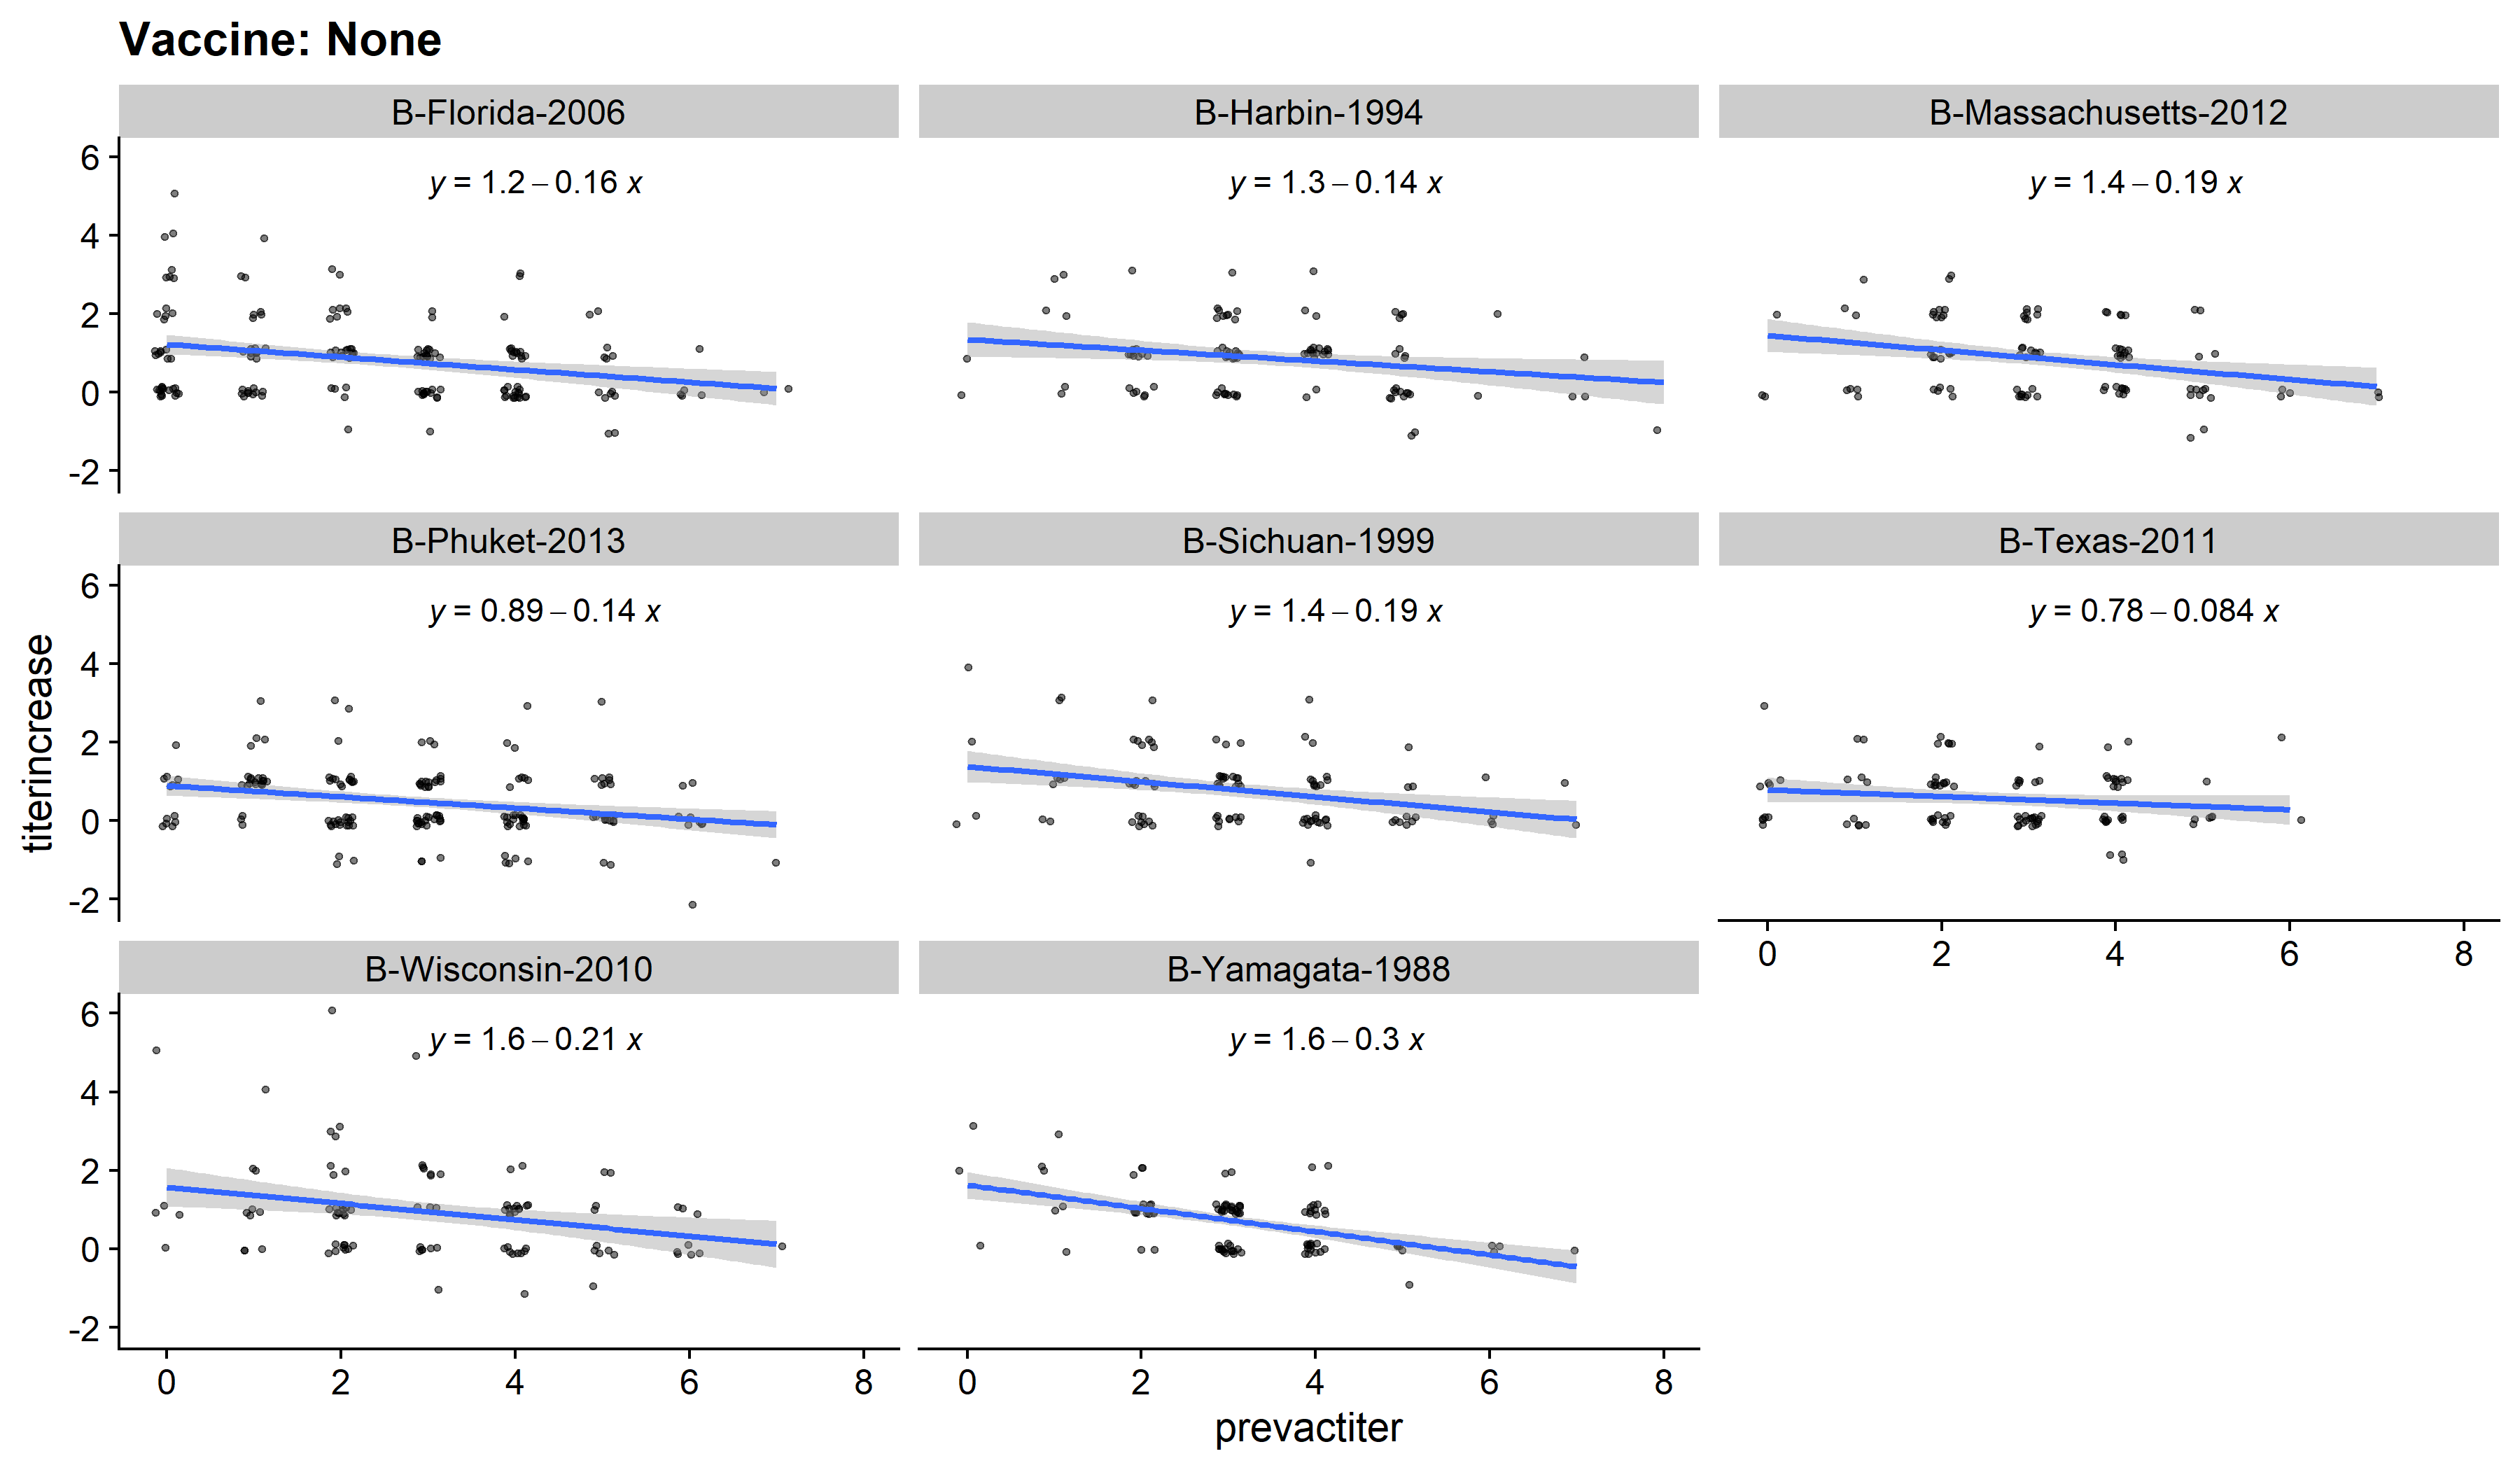 Vaccine: None
B-Florida-2006
B-Harbin-1994
B-Massachusetts-2012
6
4
2
0
-2
y = 1.2 – 0.16 x
y = 1.3 – 0.14 x
y = 1.4 – 0.19 x
B-Phuket-2013
B-Sichuan-1999
B-Texas-2011
titerincrease
6
4
2
0
-2
y = 0.89 – 0.14 x
y = 1.4 – 0.19 x
y = 0.78 – 0.084 x
0 2 4 6 8
B-Wisconsin-2010
B-Yamagata-1988
6
4
2
0
-2
y = 1.6 – 0.21 x
y = 1.6 – 0.3 x
0 2 4 6 8
0 2 4 6 8
prevactiter